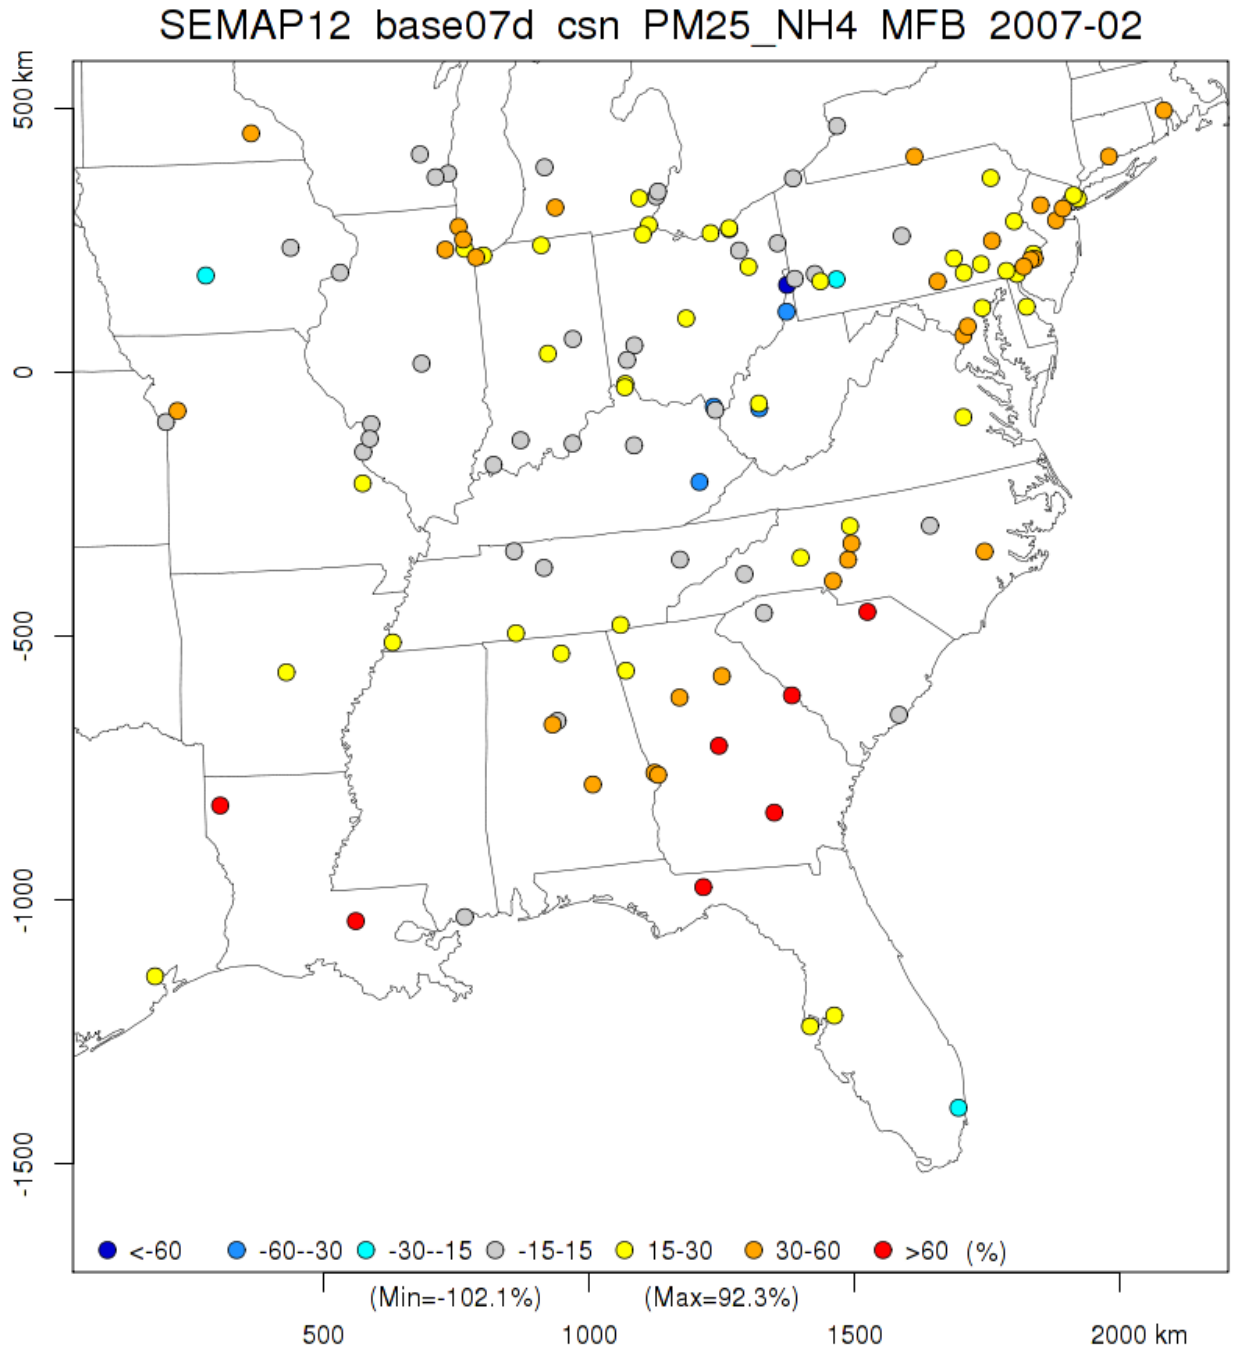 SEMAP12 base07d csn PM25_NH4 MFB 2007-02
500 km
0
-500
-1000
-1500
<-60 -60--30 -30--15 -15-15 15-30 30-60 >60 (%)
(Min=-102.1%) (Max=92.3%)
500 1000 1500 2000 km